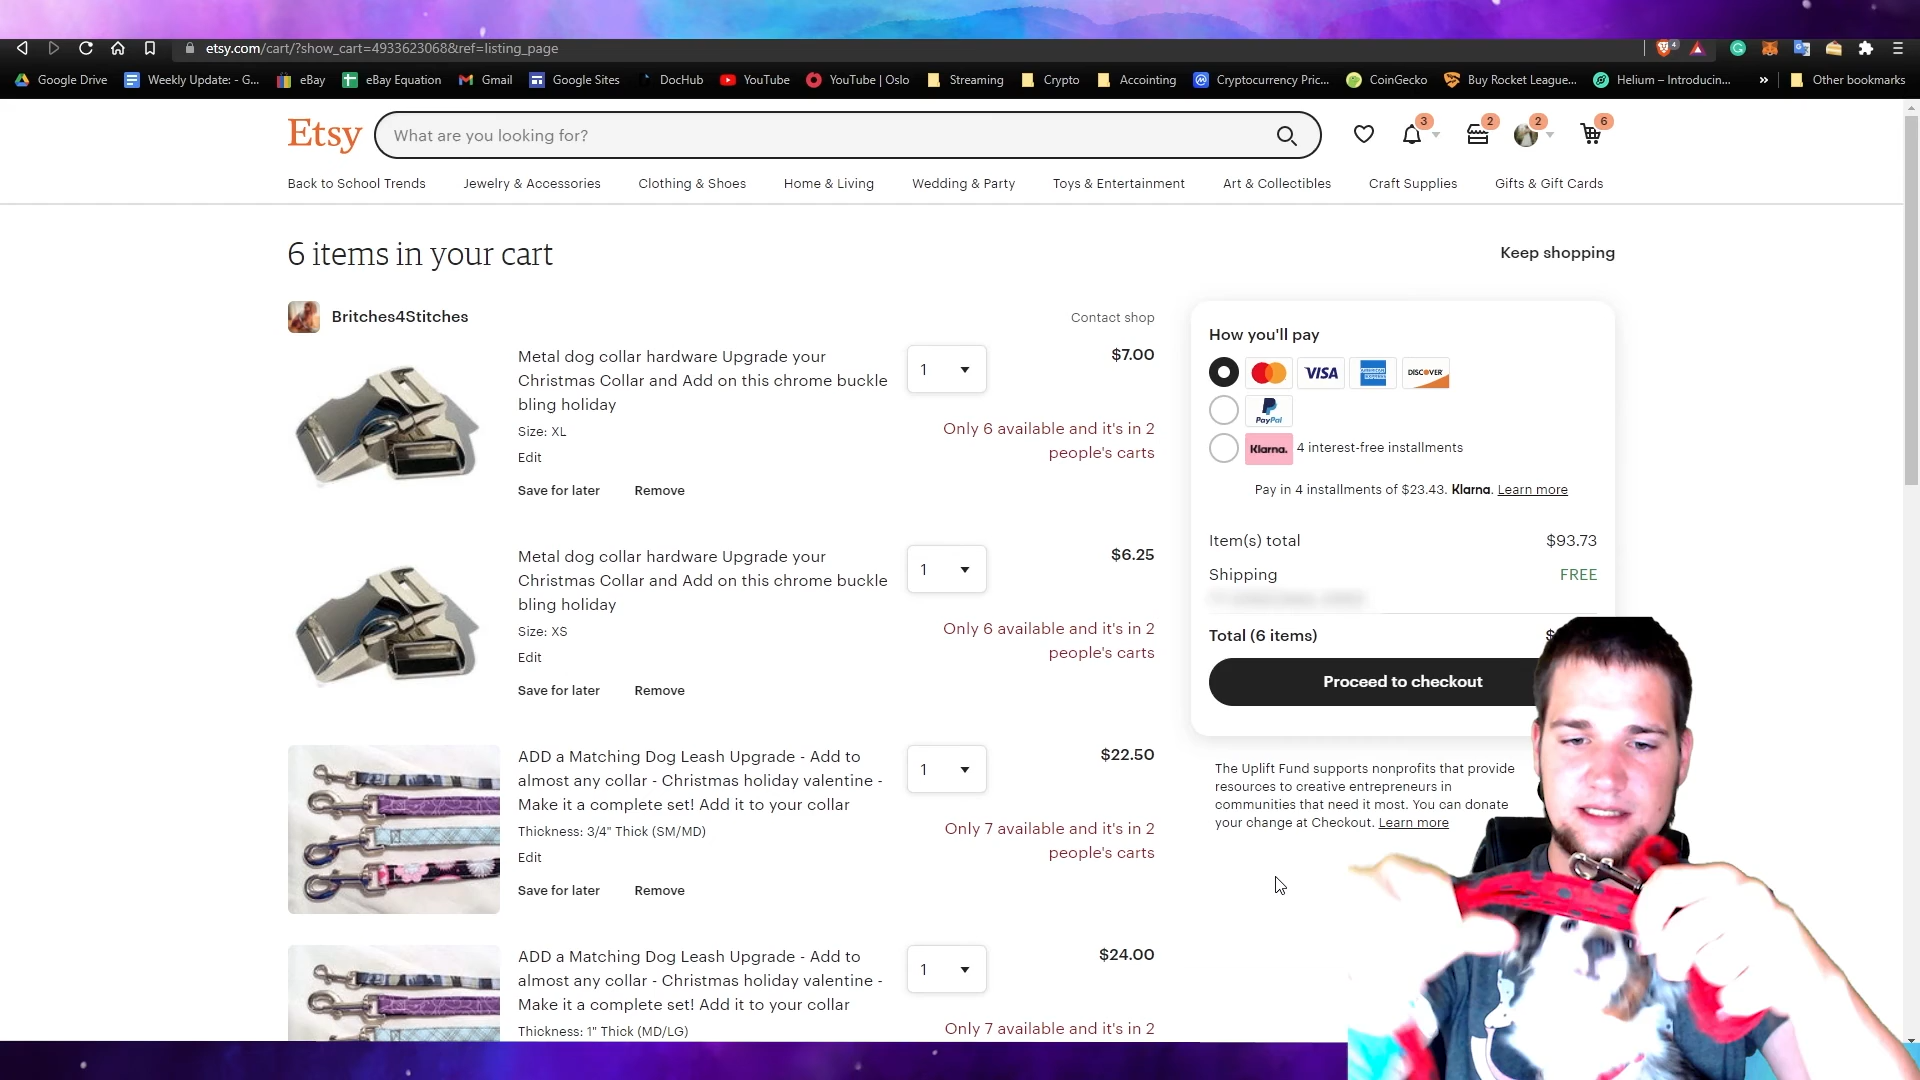 etsy.com/cart/?show_cart=4933623068&ref=listing_page
4
Google Drive
Weekly Update: - G...
eBay
eBay Equation
Gmail
Google Sites
DocHub
YouTube
YouTube | Oslo
Streaming
Crypto
Accointing
Cryptocurrency Pric...
CoinGecko
Buy Rocket League...
Helium – Introducin...
»
Other bookmarks
Etsy
What are you looking for?
3
2
2
6
Back to School Trends
Jewelry & Accessories
Clothing & Shoes
Home & Living
Wedding & Party
Toys & Entertainment
Art & Collectibles
Craft Supplies
Gifts & Gift Cards
6 items in your cart
Keep shopping
Britches4Stitches
Contact shop
Metal dog collar hardware Upgrade your
Christmas Collar and Add on this chrome buckle
bling holiday
Size: XL
Edit
Save for later
Remove
1
$7.00
Only 6 available and it's in 2
people's carts
Metal dog collar hardware Upgrade your
Christmas Collar and Add on this chrome buckle
bling holiday
Size: XS
Edit
Save for later
Remove
1
$6.25
Only 6 available and it's in 2
people's carts
ADD a Matching Dog Leash Upgrade - Add to
almost any collar - Christmas holiday valentine -
Make it a complete set! Add it to your collar
Thickness: 3/4" Thick (SM/MD)
Edit
Save for later
Remove
1
$22.50
Only 7 available and it's in 2
people's carts
ADD a Matching Dog Leash Upgrade - Add to
almost any collar - Christmas holiday valentine -
Make it a complete set! Add it to your collar
Thickness: 1" Thick (MD/LG)
1
$24.00
Only 7 available and it's in 2
How you'll pay
VISA
AMERICAN EXPRESS
DISCOVER
PayPal
Klarna.
4 interest-free installments
Pay in 4 installments of $23.43. Klarna. Learn more
Item(s) total
$93.73
Shipping
FREE
Total (6 items)
Proceed to checkout
The Uplift Fund supports nonprofits that provide
resources to creative entrepreneurs in
communities that need it most. You can donate
your change at Checkout. Learn more